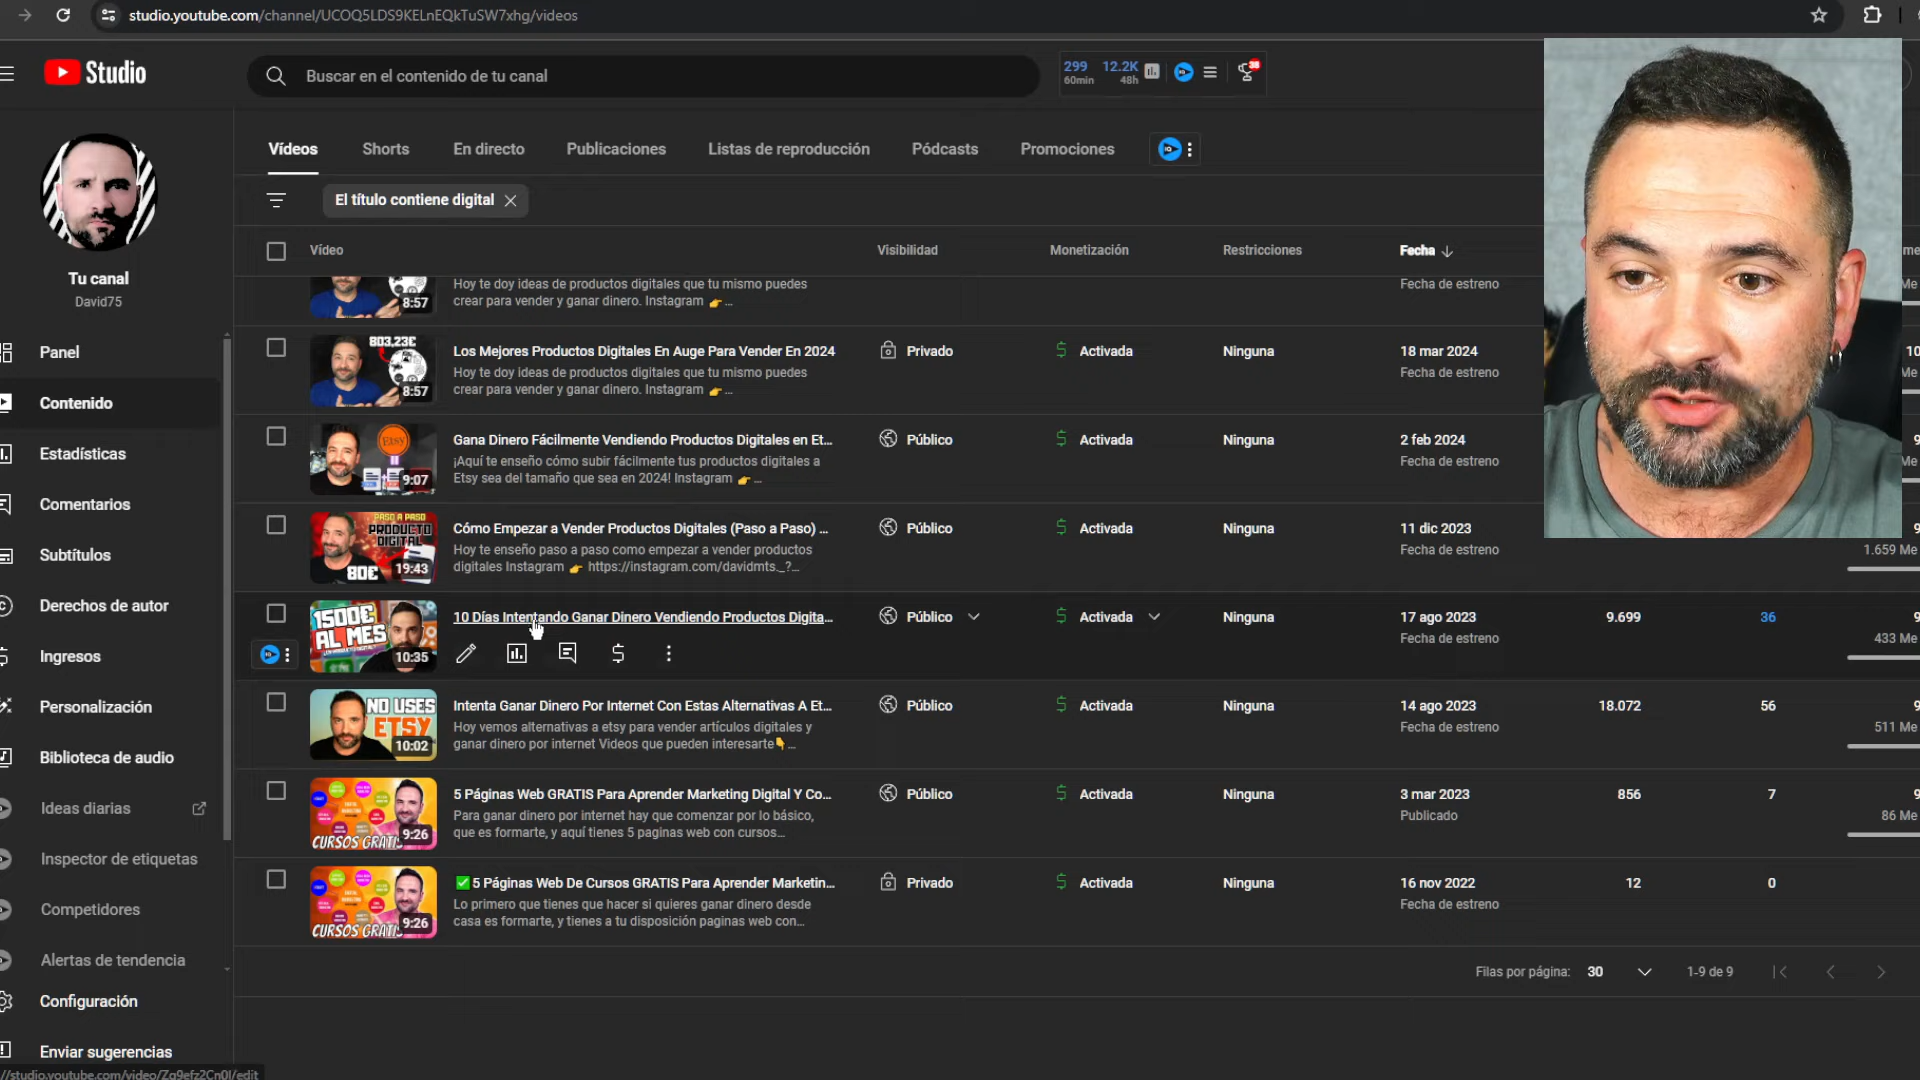 studio.youtube.com/channel/UCOQ5LDS9KELnEQkTuSW7xhg/videos
Studio
Buscar en el contenido de tu canal
299
60min
12.2K
48h
38
Vídeos
Shorts
En directo
Publicaciones
Listas de reproducción
Pódcasts
Promociones
El título contiene digital
Tu canal
David75
Panel
Contenido
Estadísticas
Comentarios
Subtítulos
Derechos de autor
Ingresos
Personalización
Biblioteca de audio
Ideas diarias
Inspector de etiquetas
Competidores
Alertas de tendencia
Configuración
Enviar sugerencias
Vídeo
Visibilidad
Monetización
Restricciones
Fecha
8:57
Hoy te doy ideas de productos digitales que tu mismo puedes
crear para vender y ganar dinero. Instagram 👉 ...
Fecha de estreno
803,23€
8:57
Los Mejores Productos Digitales En Auge Para Vender En 2024
Hoy te doy ideas de productos digitales que tu mismo puedes
crear para vender y ganar dinero. Instagram 👉 ...
Privado
Activada
Ninguna
18 mar 2024
Fecha de estreno
Etsy
9:07
Gana Dinero Fácilmente Vendiendo Productos Digitales en Et...
¡Aquí te enseño cómo subir fácilmente tus productos digitales a
Etsy sea del tamaño que sea en 2024! Instagram 👉 ...
Público
Activada
Ninguna
2 feb 2024
Fecha de estreno
PASO A PASO
PRODUCTO
DIGITAL
80€
19:43
Cómo Empezar a Vender Productos Digitales (Paso a Paso) ...
Hoy te enseño paso a paso como empezar a vender productos
digitales Instagram 👉 https://instagram.com/davidmts._?...
Público
Activada
Ninguna
11 dic 2023
Fecha de estreno
1.659 Me
1500€
AL MES
10:35
10 Días Intentando Ganar Dinero Vendiendo Productos Digita...
Público
Activada
Ninguna
17 ago 2023
Fecha de estreno
9.699
36
433 Me
NO USES
ETSY
10:02
Intenta Ganar Dinero Por Internet Con Estas Alternativas A Et...
Hoy vemos alternativas a etsy para vender artículos digitales y
ganar dinero por internet Videos que pueden interesarte👇...
Público
Activada
Ninguna
14 ago 2023
Fecha de estreno
18.072
56
511 Me
CURSOS GRATIS
9:26
5 Páginas Web GRATIS Para Aprender Marketing Digital Y Co...
Para ganar dinero por internet hay que comenzar por lo básico,
que es formarte, y aquí tienes 5 paginas web con cursos...
Público
Activada
Ninguna
3 mar 2023
Publicado
856
7
86 Me
CURSOS GRATIS
9:26
✅5 Páginas Web De Cursos GRATIS Para Aprender Marketin...
Lo primero que tienes que hacer si quieres ganar dinero desde
casa es formarte, y tienes a tu disposición paginas web con...
Privado
Activada
Ninguna
16 nov 2022
Fecha de estreno
12
0
Filas por página:
30
1-9 de 9
//studio.youtube.com/video/Zq9efz2Cn0I/edit